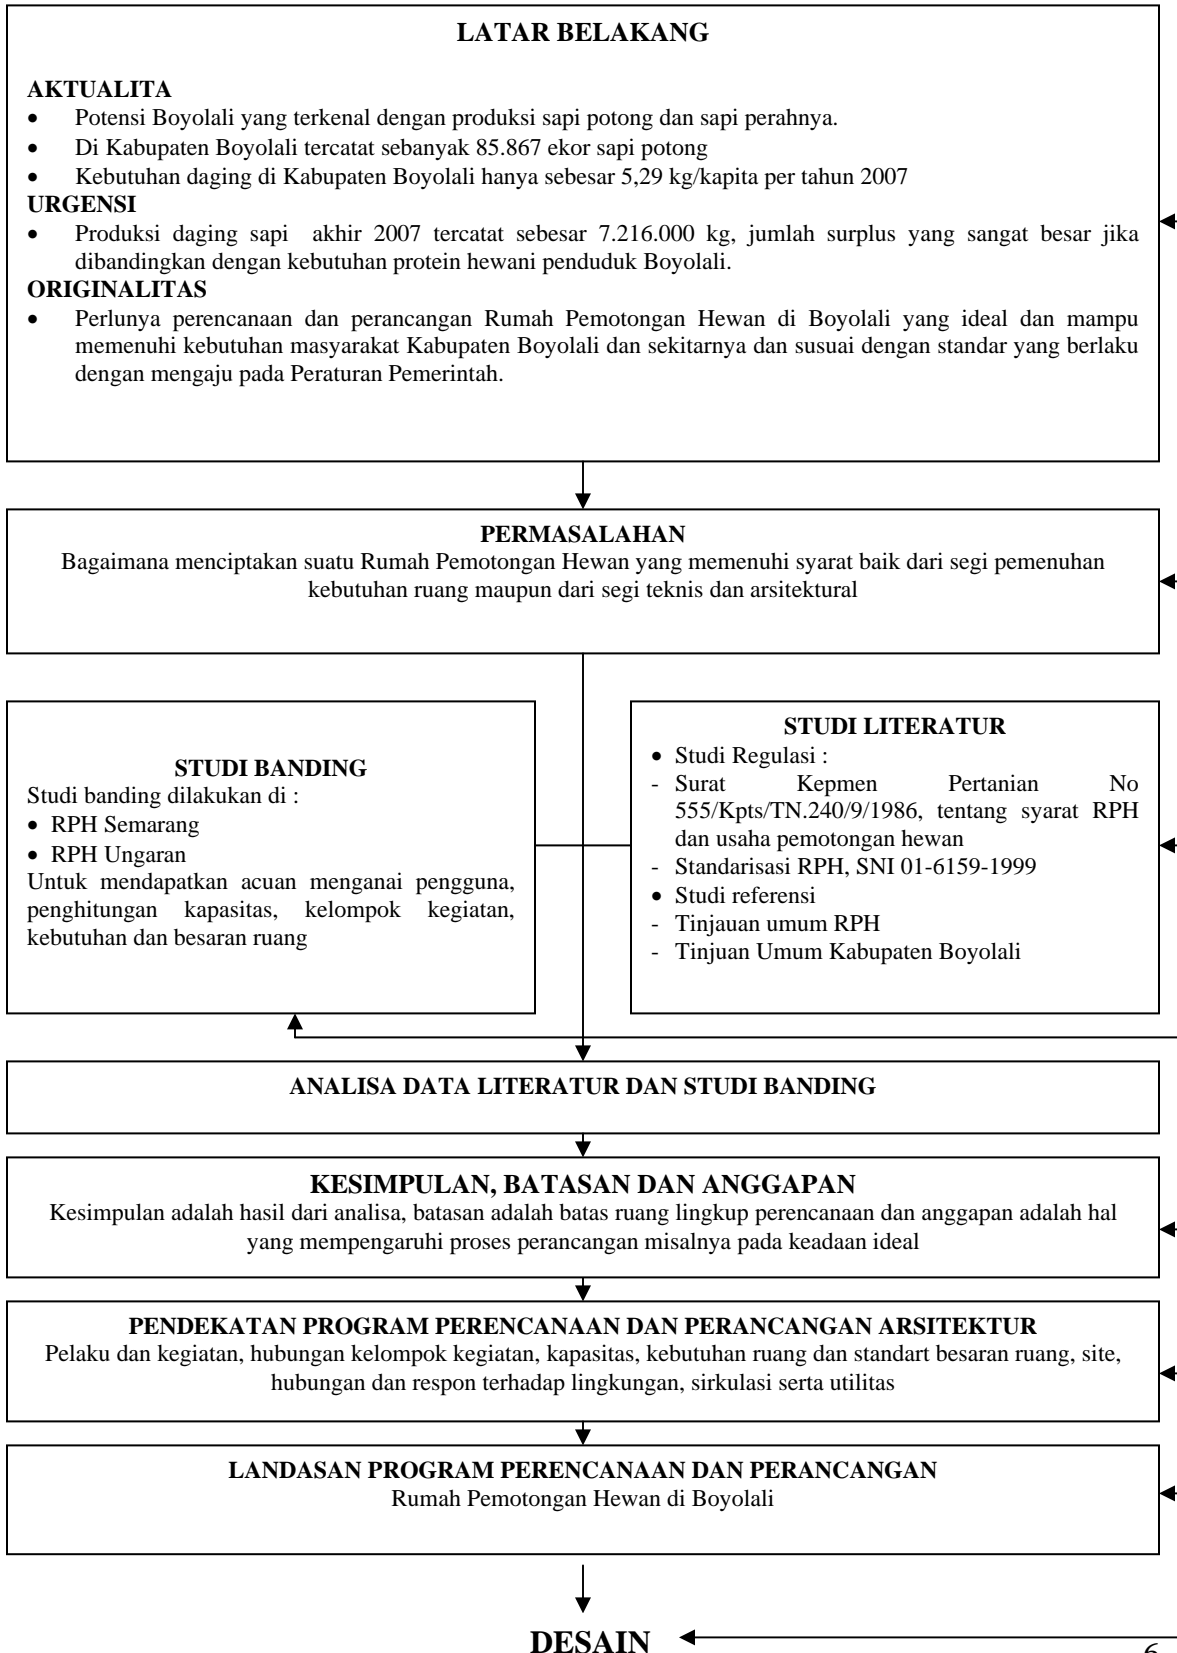 LATAR BELAKANG
AKTUALITA
• Potensi Boyolali yang terkenal dengan produksi sapi potong dan sapi perahnya.
• Di Kabupaten Boyolali tercatat sebanyak 85.867 ekor sapi potong
• Kebutuhan daging di Kabupaten Boyolali hanya sebesar 5,29 kg/kapita per tahun 2007
URGENSI
• Produksi daging sapi akhir 2007 tercatat sebesar 7.216.000 kg, jumlah surplus yang sangat besar jika
dibandingkan dengan kebutuhan protein hewani penduduk Boyolali.
ORIGINALITAS
• Perlunya perencanaan dan perancangan Rumah Pemotongan Hewan di Boyolali yang ideal dan mampu
memenuhi kebutuhan masyarakat Kabupaten Boyolali dan sekitarnya dan susuai dengan standar yang berlaku
dengan mengaju pada Peraturan Pemerintah.
PERMASALAHAN
Bagaimana menciptakan suatu Rumah Pemotongan Hewan yang memenuhi syarat baik dari segi pemenuhan
kebutuhan ruang maupun dari segi teknis dan arsitektural
STUDI BANDING
Studi banding dilakukan di :
• RPH Semarang
• RPH Ungaran
Untuk mendapatkan acuan menganai pengguna,
penghitungan kapasitas, kelompok kegiatan,
kebutuhan dan besaran ruang
STUDI LITERATUR
• Studi Regulasi :
- Surat Kepmen Pertanian No
555/Kpts/TN.240/9/1986, tentang syarat RPH
dan usaha pemotongan hewan
- Standarisasi RPH, SNI 01-6159-1999
• Studi referensi
- Tinjauan umum RPH
- Tinjuan Umum Kabupaten Boyolali
ANALISA DATA LITERATUR DAN STUDI BANDING
KESIMPULAN, BATASAN DAN ANGGAPAN
Kesimpulan adalah hasil dari analisa, batasan adalah batas ruang lingkup perencanaan dan anggapan adalah hal
yang mempengaruhi proses perancangan misalnya pada keadaan ideal
PENDEKATAN PROGRAM PERENCANAAN DAN PERANCANGAN ARSITEKTUR
Pelaku dan kegiatan, hubungan kelompok kegiatan, kapasitas, kebutuhan ruang dan standart besaran ruang, site,
hubungan dan respon terhadap lingkungan, sirkulasi serta utilitas
LANDASAN PROGRAM PERENCANAAN DAN PERANCANGAN
Rumah Pemotongan Hewan di Boyolali
DESAIN